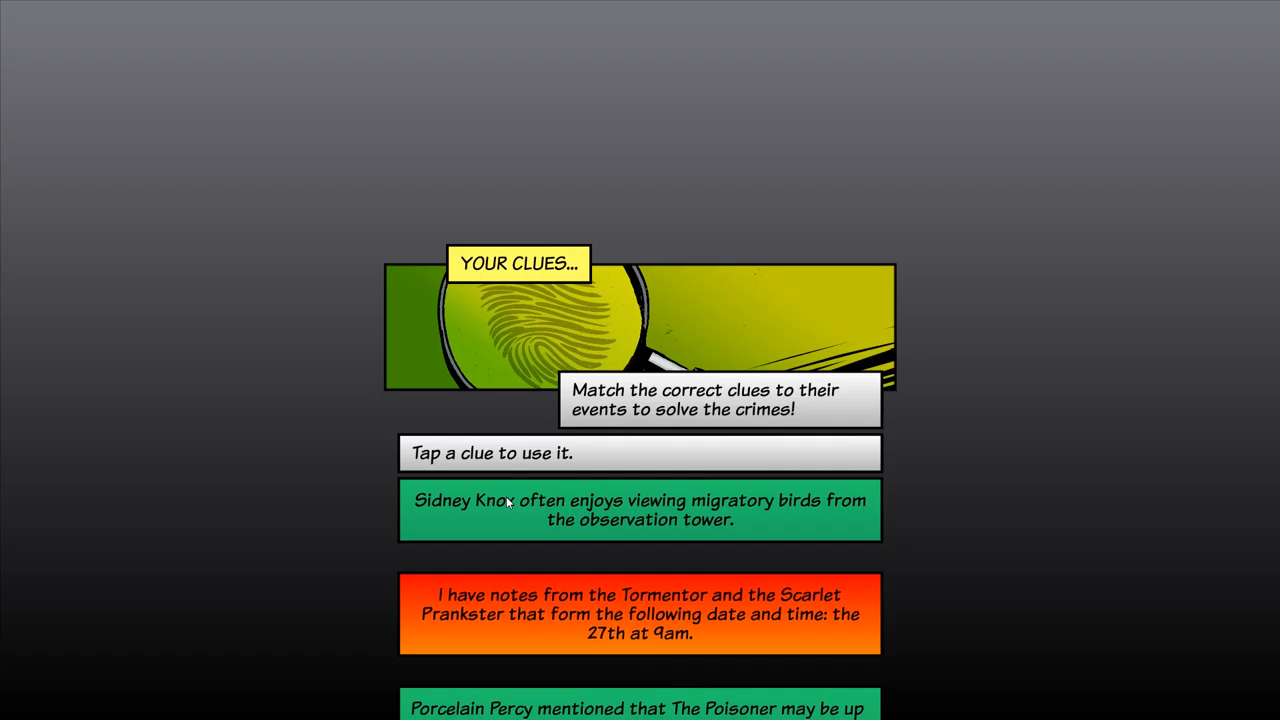 YOUR CLUES...
Match the correct clues to their
events to solve the crimes!
Tap a clue to use it.
Sidney Knox often enjoys viewing migratory birds from
the observation tower.
I have notes from the Tormentor and the Scarlet
Prankster that form the following date and time: the
27th at 9am.
Porcelain Percy mentioned that The Poisoner may be up